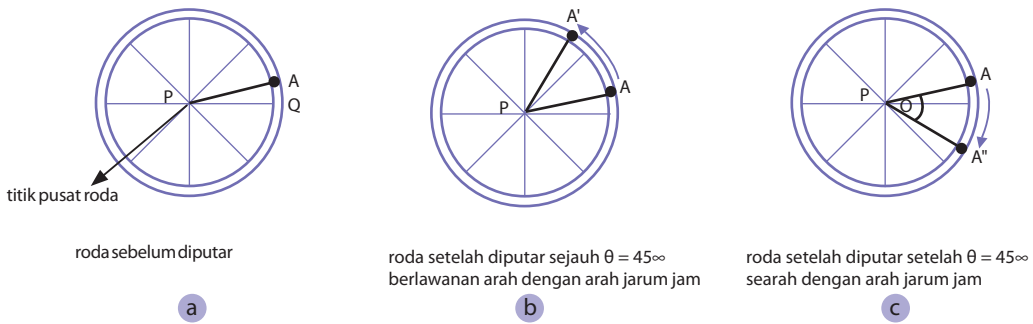 P
A
Q
titik pusat roda
roda sebelum diputar
a
A'
A
P
roda setelah diputar sejauh θ = 45∞
berlawanan arah dengan arah jarum jam
b
A
P
O
A"
roda setelah diputar setelah θ = 45∞
searah dengan arah jarum jam
c